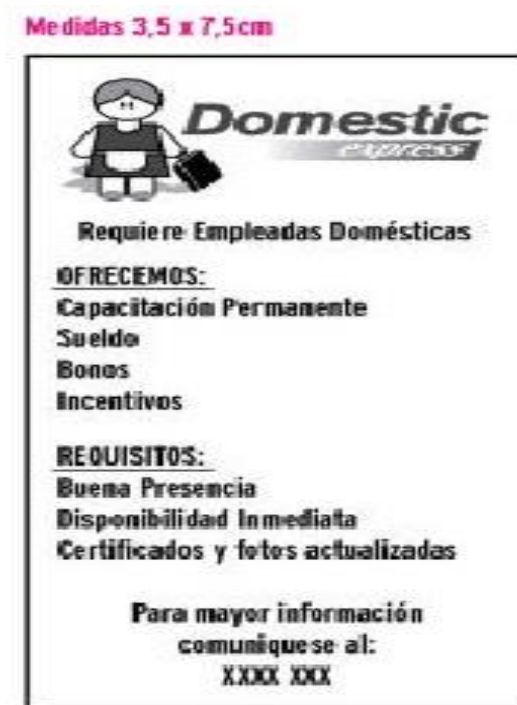 Medidas 3,5 x 7,5cm
Domestic
express
Requiere Empleadas Domésticas
OFRECEMOS:
Capacitación Permanente
Sueldo
Bonos
Incentivos
REQUISITOS:
Buena Presencia
Disponibilidad Inmediata
Certificados y fotos actualizadas
Para mayor información
comuniquese al:
XXXX XXX